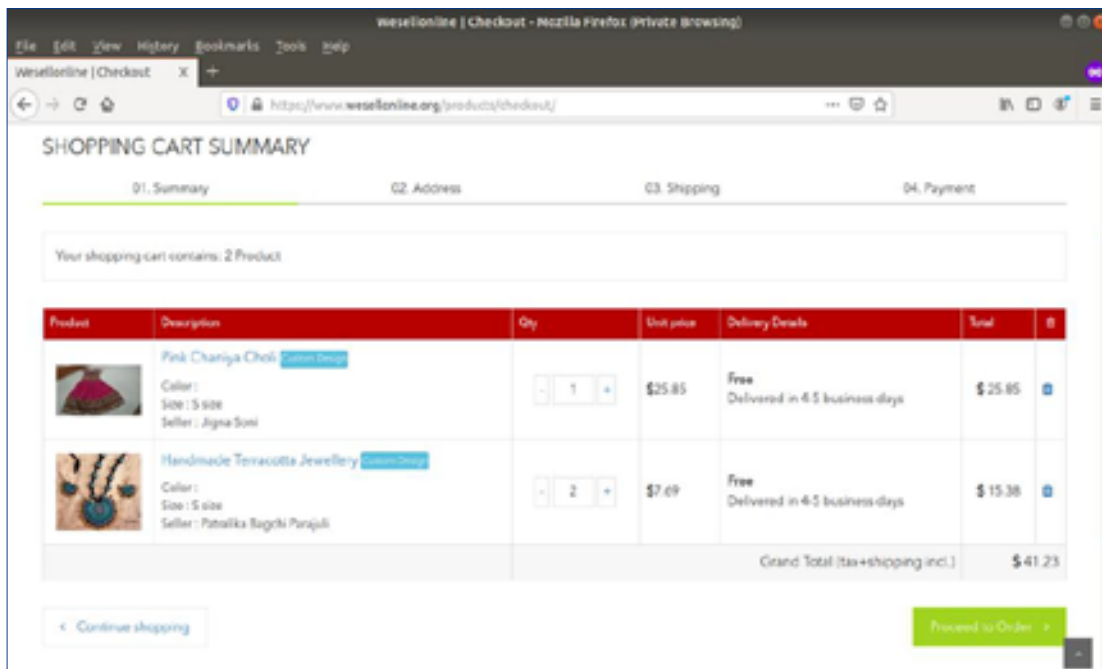 Wesellonline | Checkout - Mozilla Firefox (Private Browsing)
File Edit View History Bookmarks Tools Help
Wesellonline | Checkout X +
https://www.wesellonline.org/products/checkout/
SHOPPING CART SUMMARY
01. Summary 02. Address 03. Shipping 04. Payment
Your shopping cart contains: 2 Product
Product Description Qty Unit price Delivery Details Total
Pink Chaniya Choli Custom Design
Color :
Size : S size
Seller : Jigna Soni
- 1 + $25.85 Free
Delivered in 4-5 business days
$ 25.85
Handmade Terracotta Jewellery Custom Design
Color :
Size : S size
Seller : Patralika Bagchi Parajuli
- 2 + $7.69 Free
Delivered in 4-5 business days
$ 15.38
Grand Total (tax+shipping incl.) $ 41.23
< Continue shopping Proceed to Order >